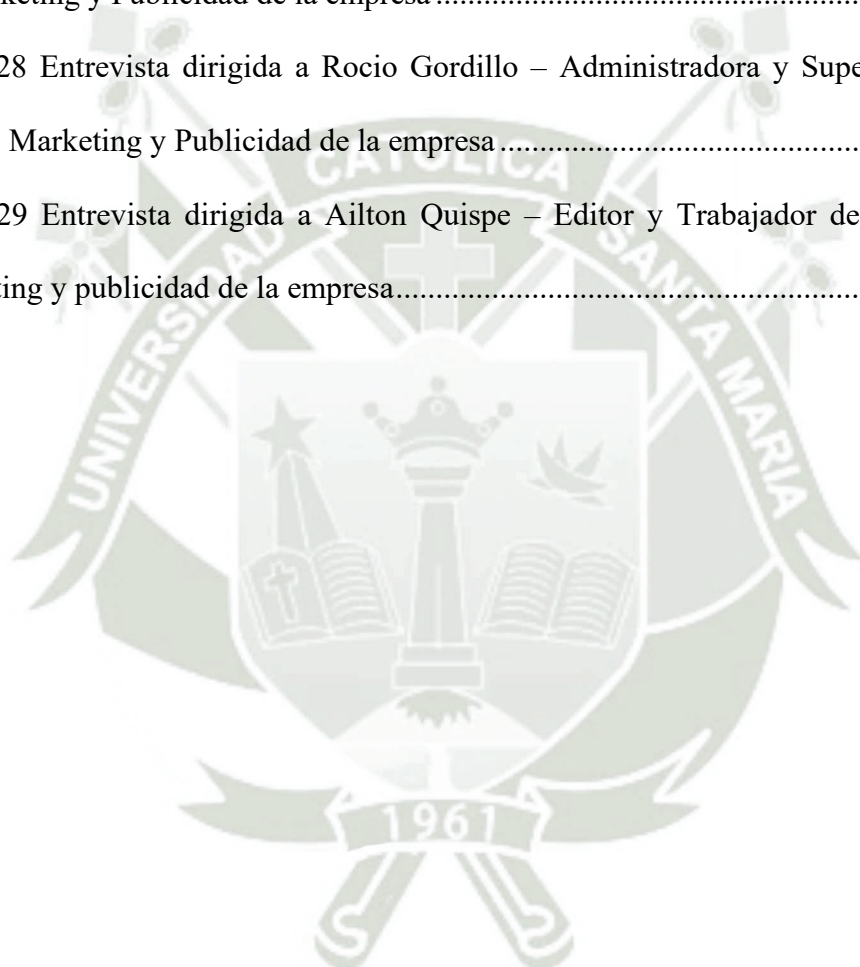 keting y Publicidad de la empresa
28 Entrevista dirigida a Rocio Gordillo – Administradora y Supe
Marketing y Publicidad de la empresa
29 Entrevista dirigida a Ailton Quispe – Editor y Trabajador de
ting y publicidad de la empresa
UNIVERSIDAD CATOLICA SANTA MARIA
1961